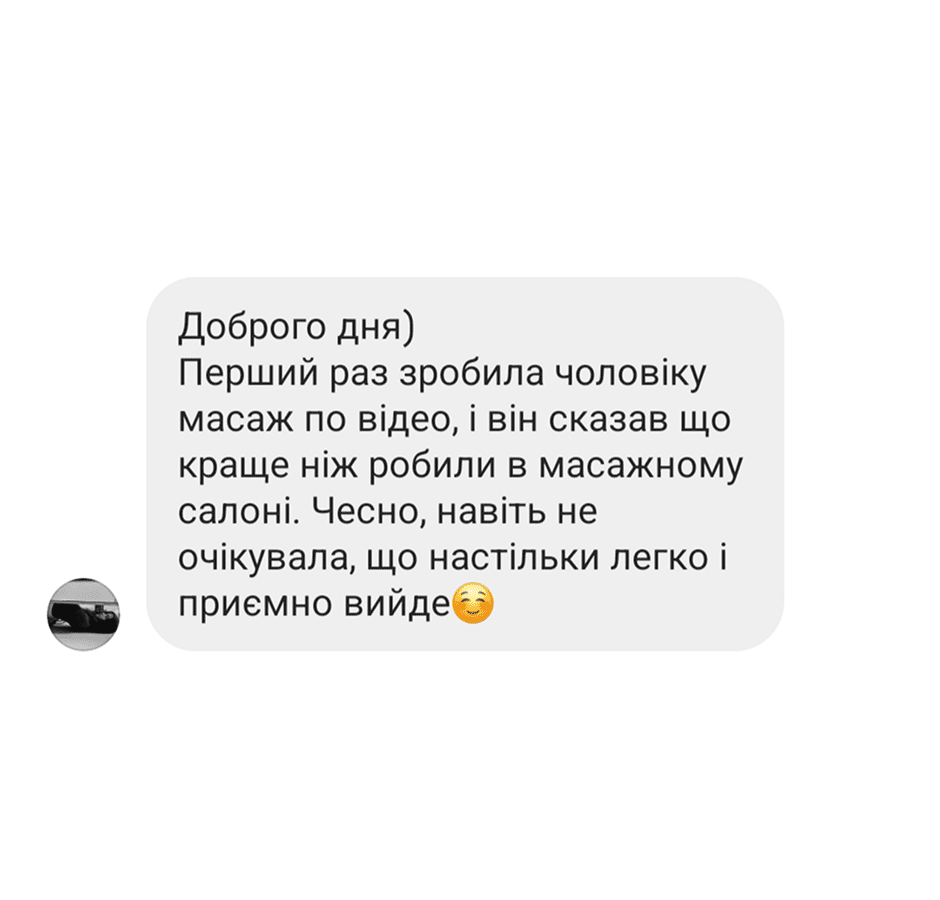 Доброго дня)
Перший раз зробила чоловіку
масаж по відео, і він сказав що
краще ніж робили в масажному
салоні. Чесно, навіть не
очікувала, що настільки легко і
приємно вийде☺️